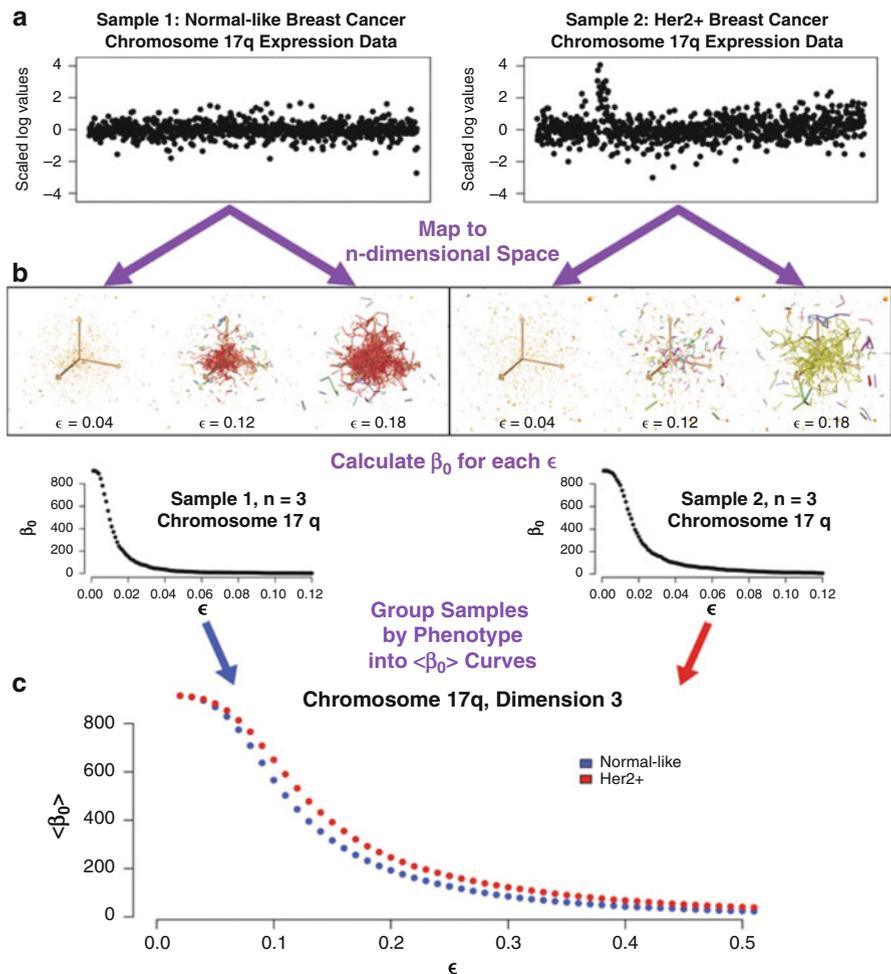 a
Sample 1: Normal-like Breast Cancer
Chromosome 17q Expression Data
Scaled log values
4
2
0
−2
−4
Sample 2: Her2+ Breast Cancer
Chromosome 17q Expression Data
Scaled log values
4
2
0
−2
−4
Map to
n-dimensional Space
b
ϵ = 0.04
ϵ = 0.12
ϵ = 0.18
ϵ = 0.04
ϵ = 0.12
ϵ = 0.18
Calculate β0 for each ϵ
Sample 1, n = 3
Chromosome 17 q
β0
800
600
400
200
0
0.00 0.02 0.04 0.06 0.08 0.10 0.12
ϵ
Sample 2, n = 3
Chromosome 17 q
β0
800
600
400
200
0
0.00 0.02 0.04 0.06 0.08 0.10 0.12
ϵ
Group Samples
by Phenotype
into <β0> Curves
c
Chromosome 17q, Dimension 3
<β0>
800
600
400
200
0
Normal-like
Her2+
0.0 0.1 0.2 0.3 0.4 0.5
ϵ